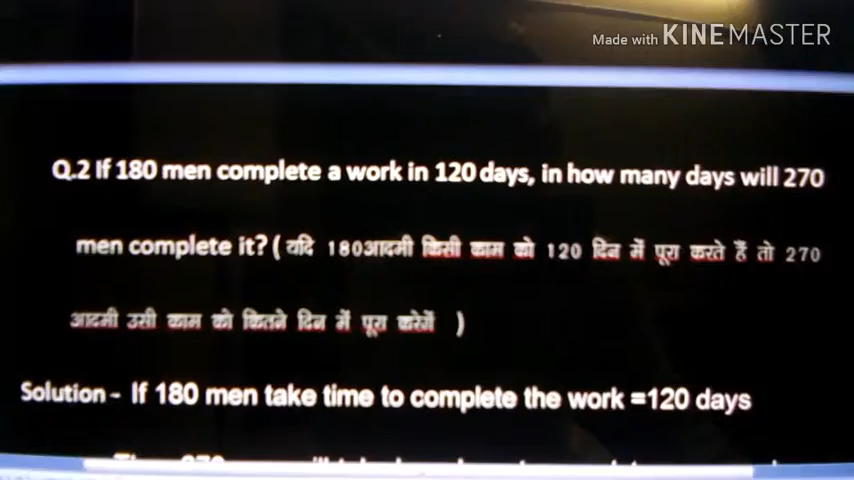 Made with KINEMASTER
Q.2 If 180 men complete a work in 120 days, in how many days will 270
men complete it? ( यदि 180आदमी किसी काम को 120 दिन में पूरा करते हैं तो 270
आदमी उसी काम को कितने दिन में पूरा करेगें )
Solution - If 180 men take time to complete the work =120 days